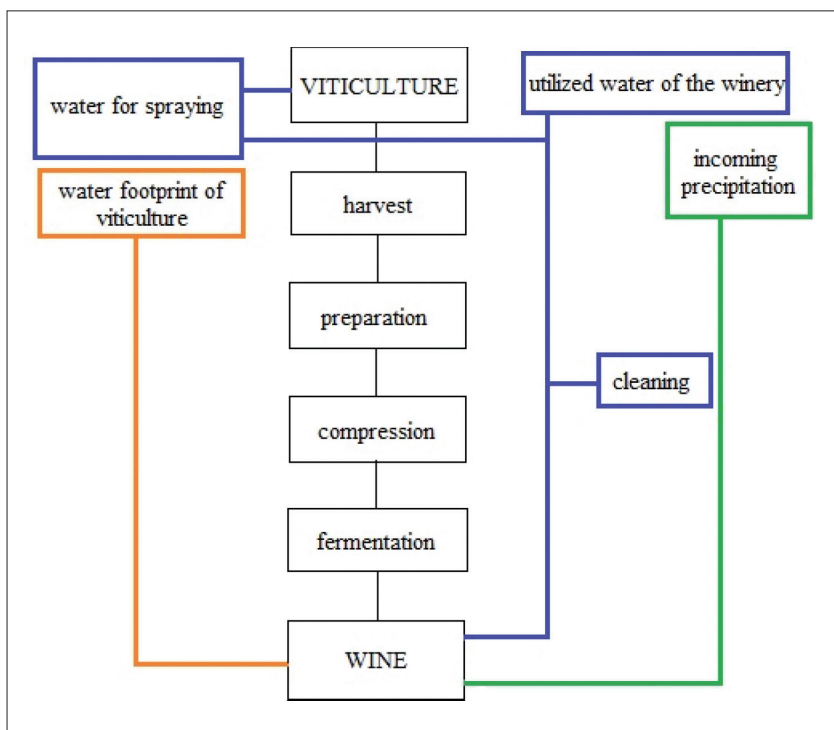 VITICULTURE
water for spraying
utilized water of the winery
incoming
precipitation
water footprint of
viticulture
harvest
preparation
cleaning
compression
fermentation
WINE